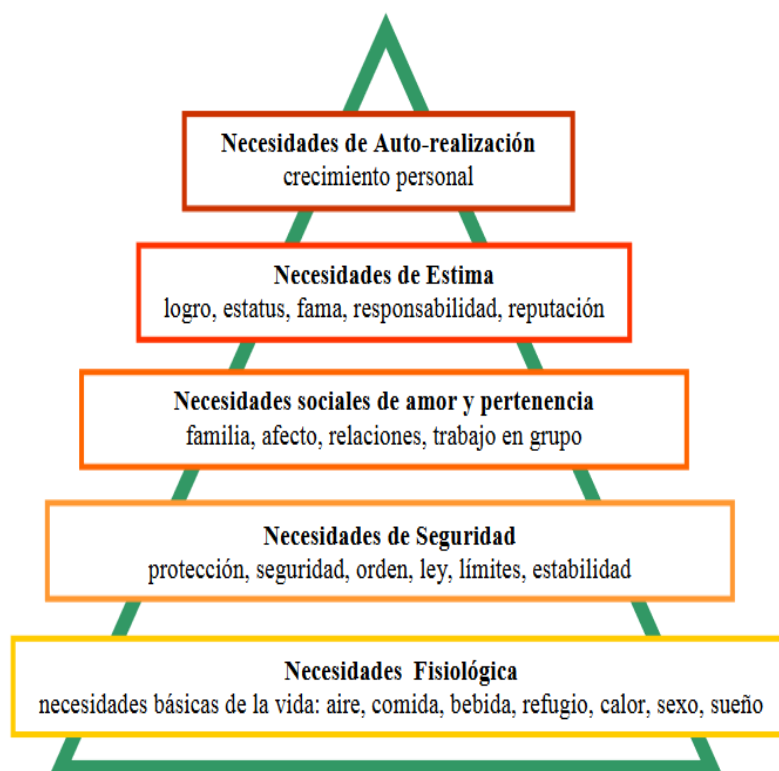 Necesidades de Auto-realización
crecimiento personal
Necesidades de Estima
logro, estatus, fama, responsabilidad, reputación
Necesidades sociales de amor y pertenencia
familia, afecto, relaciones, trabajo en grupo
Necesidades de Seguridad
protección, seguridad, orden, ley, límites, estabilidad
Necesidades Fisiológica
necesidades básicas de la vida: aire, comida, bebida, refugio, calor, sexo, sueño